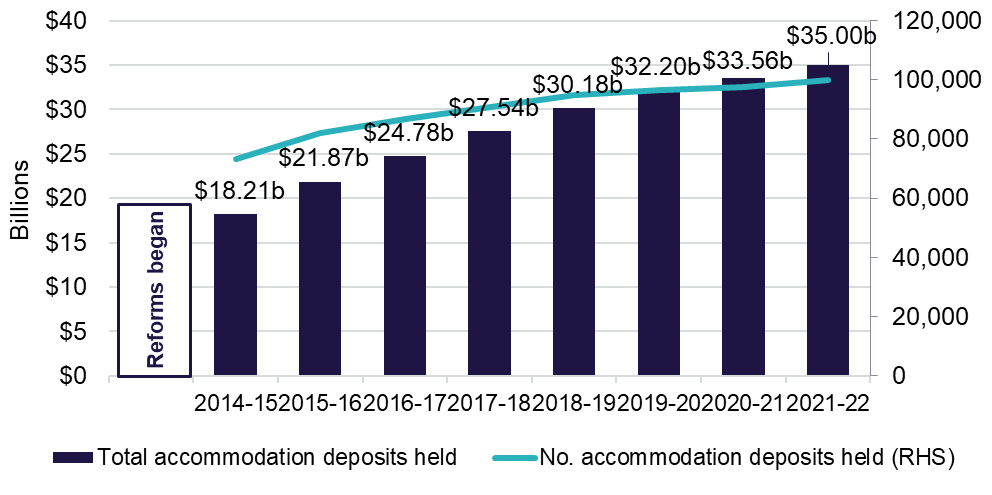 $40
$35
$30
$25
$20
$15
$10
$5
$0
Billions
Reforms began
$18.21b
$21.87b
$24.78b
$27.54b
$30.18b
$32.20b
$33.56b
$35.00b
120,000
100,000
80,000
60,000
40,000
20,000
0
2014-15 2015-16 2016-17 2017-18 2018-19 2019-20 2020-21 2021-22
Total accommodation deposits held No. accommodation deposits held (RHS)